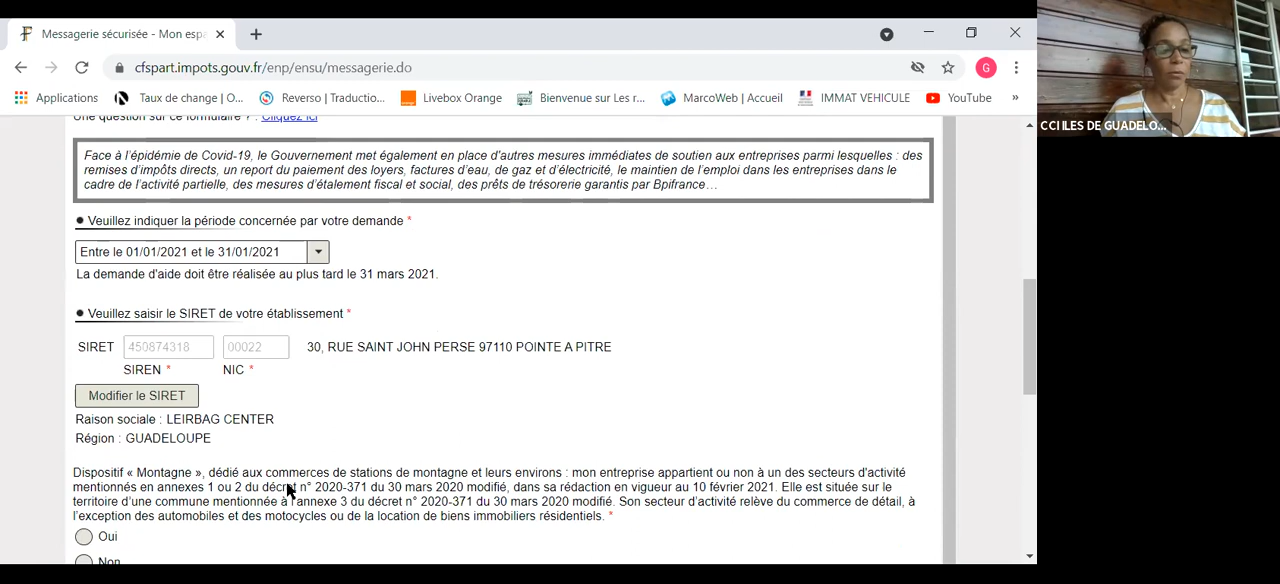 Messagerie sécurisée - Mon esp
cfspart.impots.gouv.fr/enp/ensu/messagerie.do
G
Applications
Taux de change | O...
Reverso | Traductio...
Livebox Orange
Bienvenue sur Les r...
MarcoWeb | Accueil
IMMAT VEHICULE
YouTube
»
CCI ILES DE GUADELO...
Une question sur ce formulaire ? : Cliquez ici
Face à l'épidémie de Covid-19, le Gouvernement met également en place d'autres mesures immédiates de soutien aux entreprises parmi lesquelles : des
remises d'impôts directs, un report du paiement des loyers, factures d'eau, de gaz et d'électricité, le maintien de l'emploi dans les entreprises dans le
cadre de l'activité partielle, des mesures d'étalement fiscal et social, des prêts de trésorerie garantis par Bpifrance…
Veuillez indiquer la période concernée par votre demande *
Entre le 01/01/2021 et le 31/01/2021
La demande d'aide doit être réalisée au plus tard le 31 mars 2021.
Veuillez saisir le SIRET de votre établissement *
SIRET 450874318 00022 30, RUE SAINT JOHN PERSE 97110 POINTE A PITRE
SIREN * NIC *
Modifier le SIRET
Raison sociale : LEIRBAG CENTER
Région : GUADELOUPE
Dispositif « Montagne », dédié aux commerces de stations de montagne et leurs environs : mon entreprise appartient ou non à un des secteurs d'activité
mentionnés en annexes 1 ou 2 du décret n° 2020-371 du 30 mars 2020 modifié, dans sa rédaction en vigueur au 10 février 2021. Elle est située sur le
territoire d'une commune mentionnée à l'annexe 3 du décret n° 2020-371 du 30 mars 2020 modifié. Son secteur d'activité relève du commerce de détail, à
l'exception des automobiles et des motocycles ou de la location de biens immobiliers résidentiels. *
Oui
Non